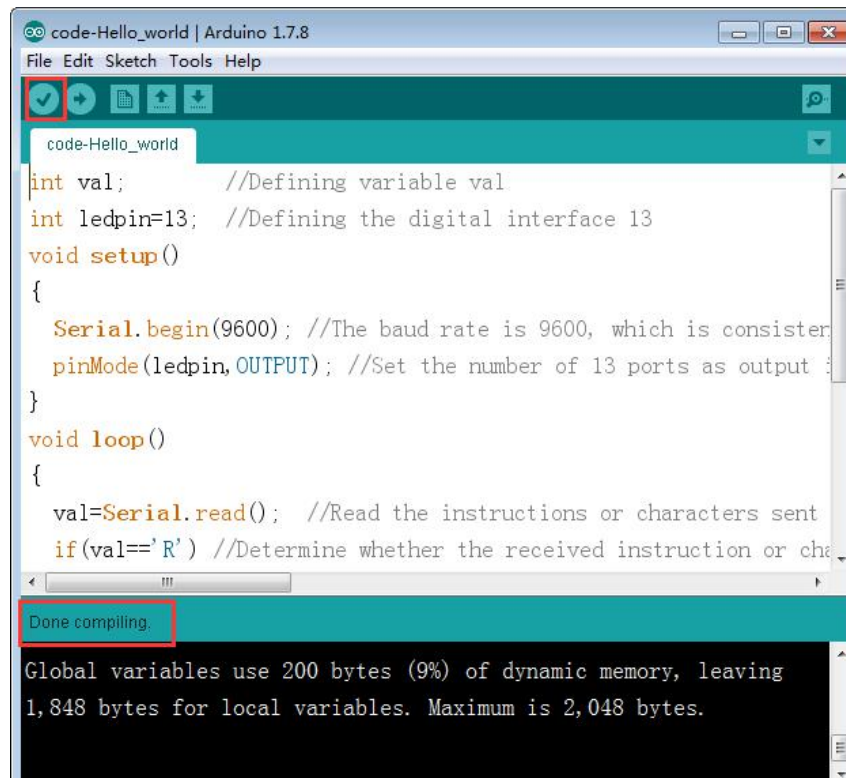 code-Hello_world | Arduino 1.7.8
File Edit Sketch Tools Help
code-Hello_world
int val; //Defining variable val
int ledpin=13; //Defining the digital interface 13
void setup()
{
Serial.begin(9600); //The baud rate is 9600, which is
pinMode(ledpin,OUTPUT); //Set the number of 13 ports as output
}
void loop()
{
val=Serial.read(); //Read the instructions or characters sent
if(val=='R') //Determine whether the received instruction or
Done compiling.
Global variables use 200 bytes (9%) of dynamic memory, leaving
1,848 bytes for local variables. Maximum is 2,048 bytes.